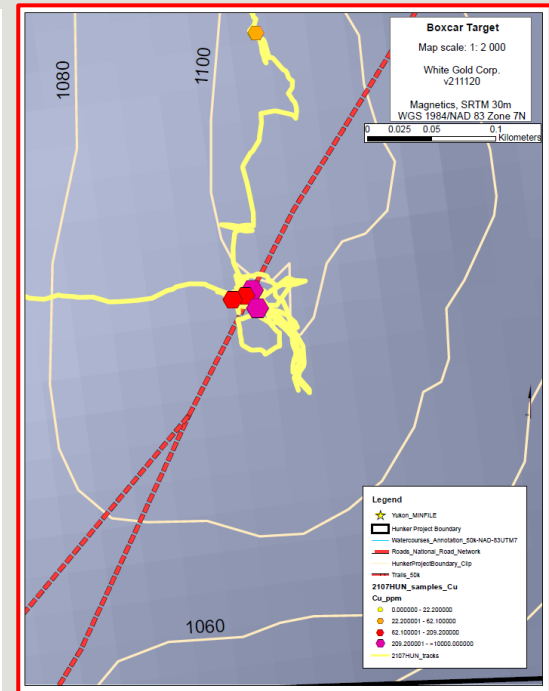 Boxcar Target
Map scale: 1: 2 000
White Gold Corp.
v211120
Magnetics, SRTM 30m
WGS 1984/NAD 83 Zone 7N
0 0.025 0.05 0.1
Kilometers
1080
1100
1060
Legend
Yukon_MINFILE
Hunker Project Boundary
Watercourses_Annotation_50k-NAD-83UTM7
Roads_National_Road_Network
HunkerProjectBoundary_Clip
Trails_50k
2107HUN_samples_Cu
Cu_ppm
0.000000 - 22.200000
22.200001 - 62.100000
62.100001 - 209.200000
209.200001 - ~10000.000000
2107HUN_tracks